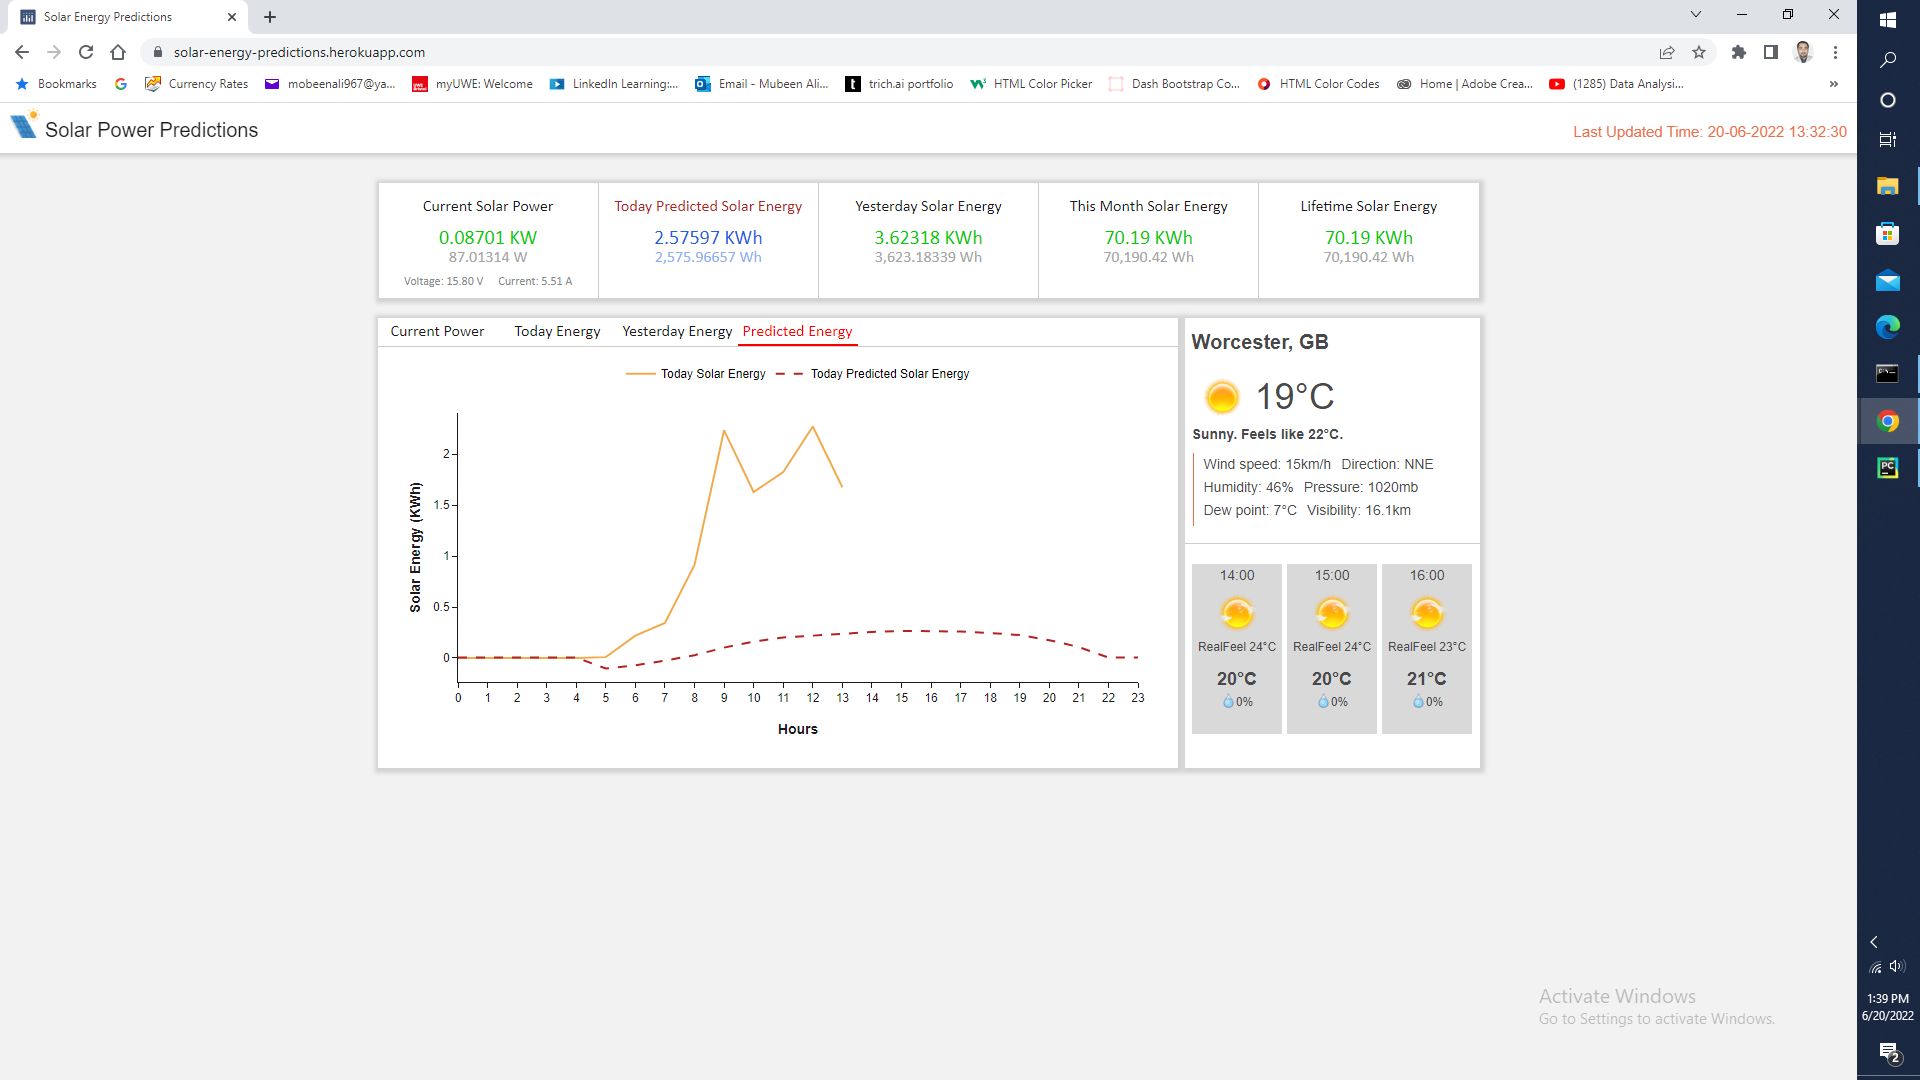 Solar Energy Predictions
solar-energy-predictions.herokuapp.com
Bookmarks
Currency Rates
mobeenali967@ya...
myUWE: Welcome
LinkedIn Learning:...
Email - Mubeen Ali...
trich.ai portfolio
HTML Color Picker
Dash Bootstrap Co...
HTML Color Codes
Home | Adobe Crea...
(1285) Data Analysi...
»
Solar Power Predictions
Last Updated Time: 20-06-2022 13:32:30
Current Solar Power
0.08701 KW
87.01314 W
Voltage: 15.80 V Current: 5.51 A
Today Predicted Solar Energy
2.57597 KWh
2,575.96657 Wh
Yesterday Solar Energy
3.62318 KWh
3,623.18339 Wh
This Month Solar Energy
70.19 KWh
70,190.42 Wh
Lifetime Solar Energy
70.19 KWh
70,190.42 Wh
Current Power Today Energy Yesterday Energy Predicted Energy
Today Solar Energy Today Predicted Solar Energy
Solar Energy (KWh)
2
1.5
1
0.5
0
0 1 2 3 4 5 6 7 8 9 10 11 12 13 14 15 16 17 18 19 20 21 22 23
Hours
Worcester, GB
19°C
Sunny. Feels like 22°C.
Wind speed: 15km/h Direction: NNE
Humidity: 46% Pressure: 1020mb
Dew point: 7°C Visibility: 16.1km
14:00
RealFeel 24°C
20°C
0%
15:00
RealFeel 24°C
20°C
0%
16:00
RealFeel 23°C
21°C
0%
Activate Windows
Go to Settings to activate Windows.
PC
1:39 PM
6/20/2022
2